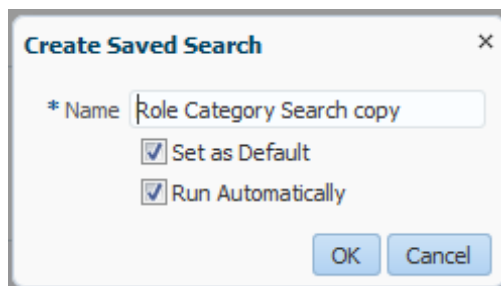 Create Saved Search
* Name Role Category Search copy
Set as Default
Run Automatically
OK Cancel